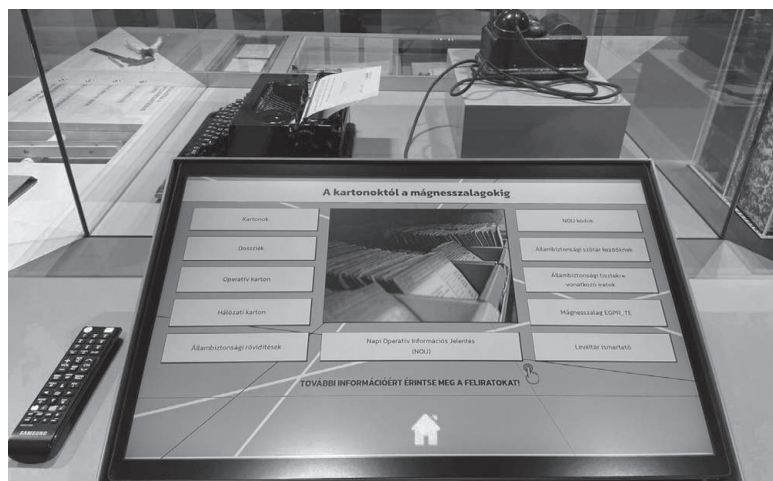 A kartonoktól a mágnesszalagokig
Kartonok
Dossziék
Operatív karton
Hálózati karton
Állambiztonsági rövidítések
Napi Operatív Információs Jelentés
(NOIJ)
NOIJ kódok
Állambiztonsági szótár kezdőknek
Állambiztonsági tisztekre
vonatkozó iratok
Mágnesszalag EGPR_TE
Levéltár ismertető
TOVÁBBI INFORMÁCIÓÉRT ÉRINTSE MEG A FELIRATOKAT!
SAMSUNG